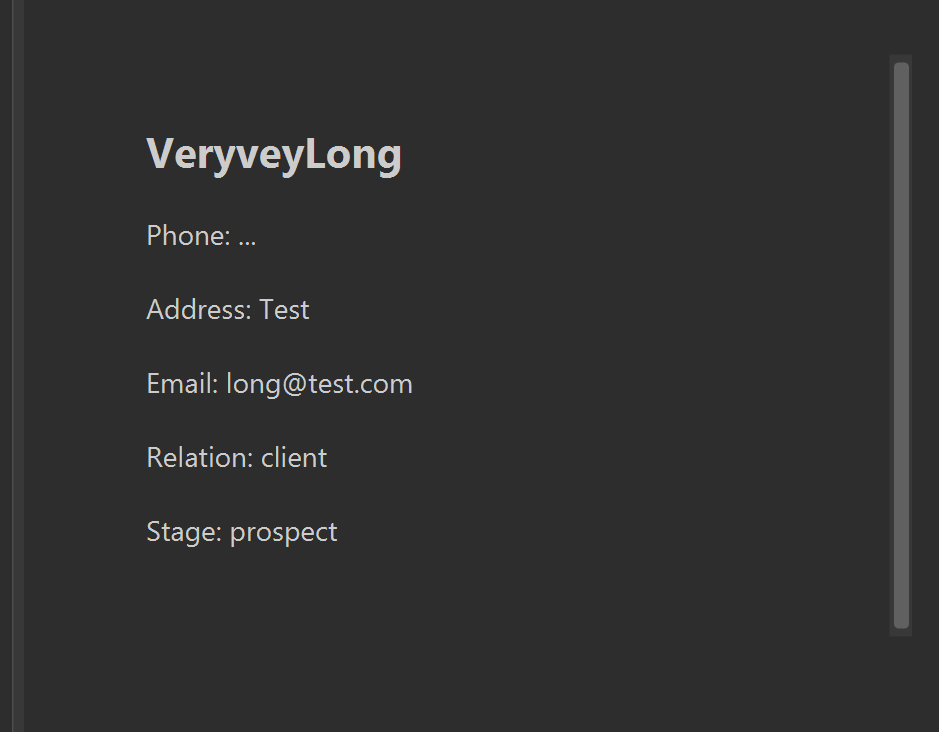 VeryveyLong
Phone: ...
Address: Test
Email: long@test.com
Relation: client
Stage: prospect